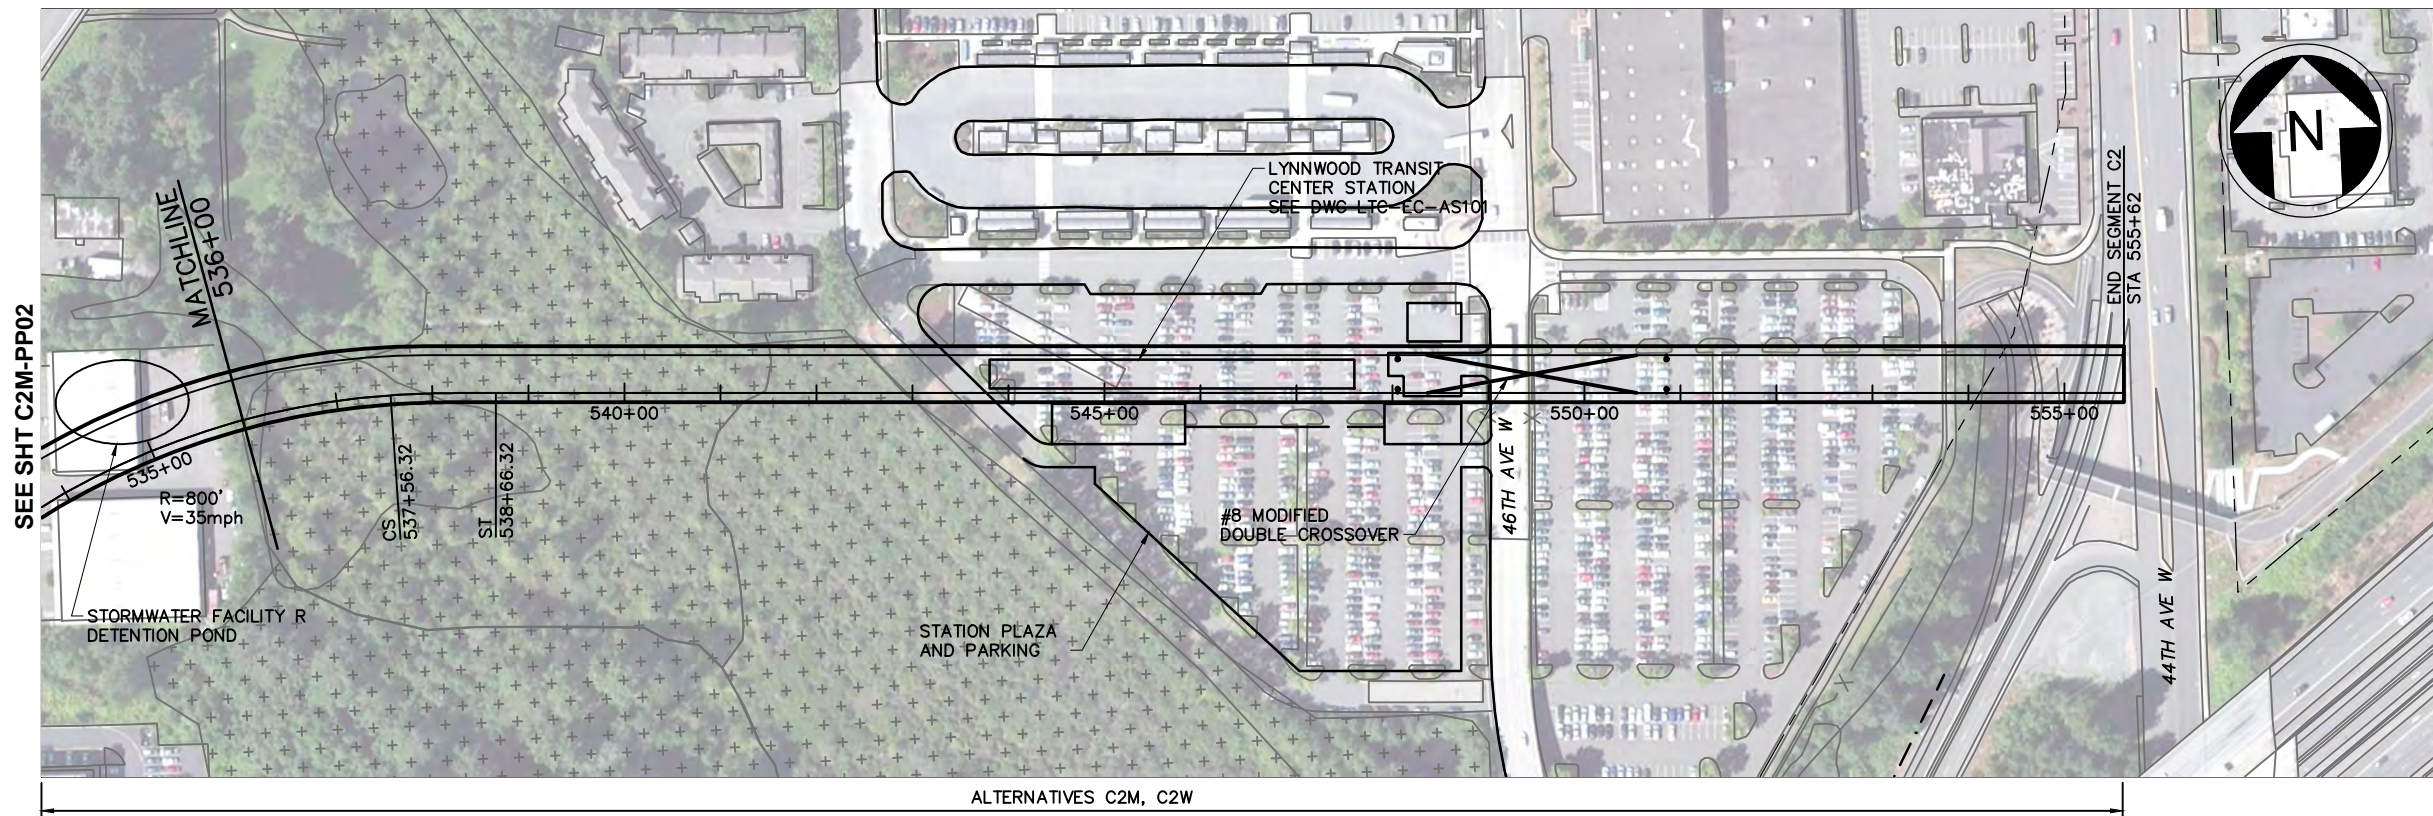 SEE SHT C2M-PP02
MATCHLINE
536+00
535+00
R=800'
V=35mph
STORMWATER FACILITY R
DETENTION POND
CS
537+56.32
ST
538+66.32
540+00
LYNNWOOD TRANSIT
CENTER STATION
SEE DWG LTC-EC-AS101
545+00
STATION PLAZA
AND PARKING
#8 MODIFIED
DOUBLE CROSSOVER
46TH AVE W
550+00
555+00
END SEGMENT C2
STA 555+62
44TH AVE W
N
ALTERNATIVES C2M, C2W